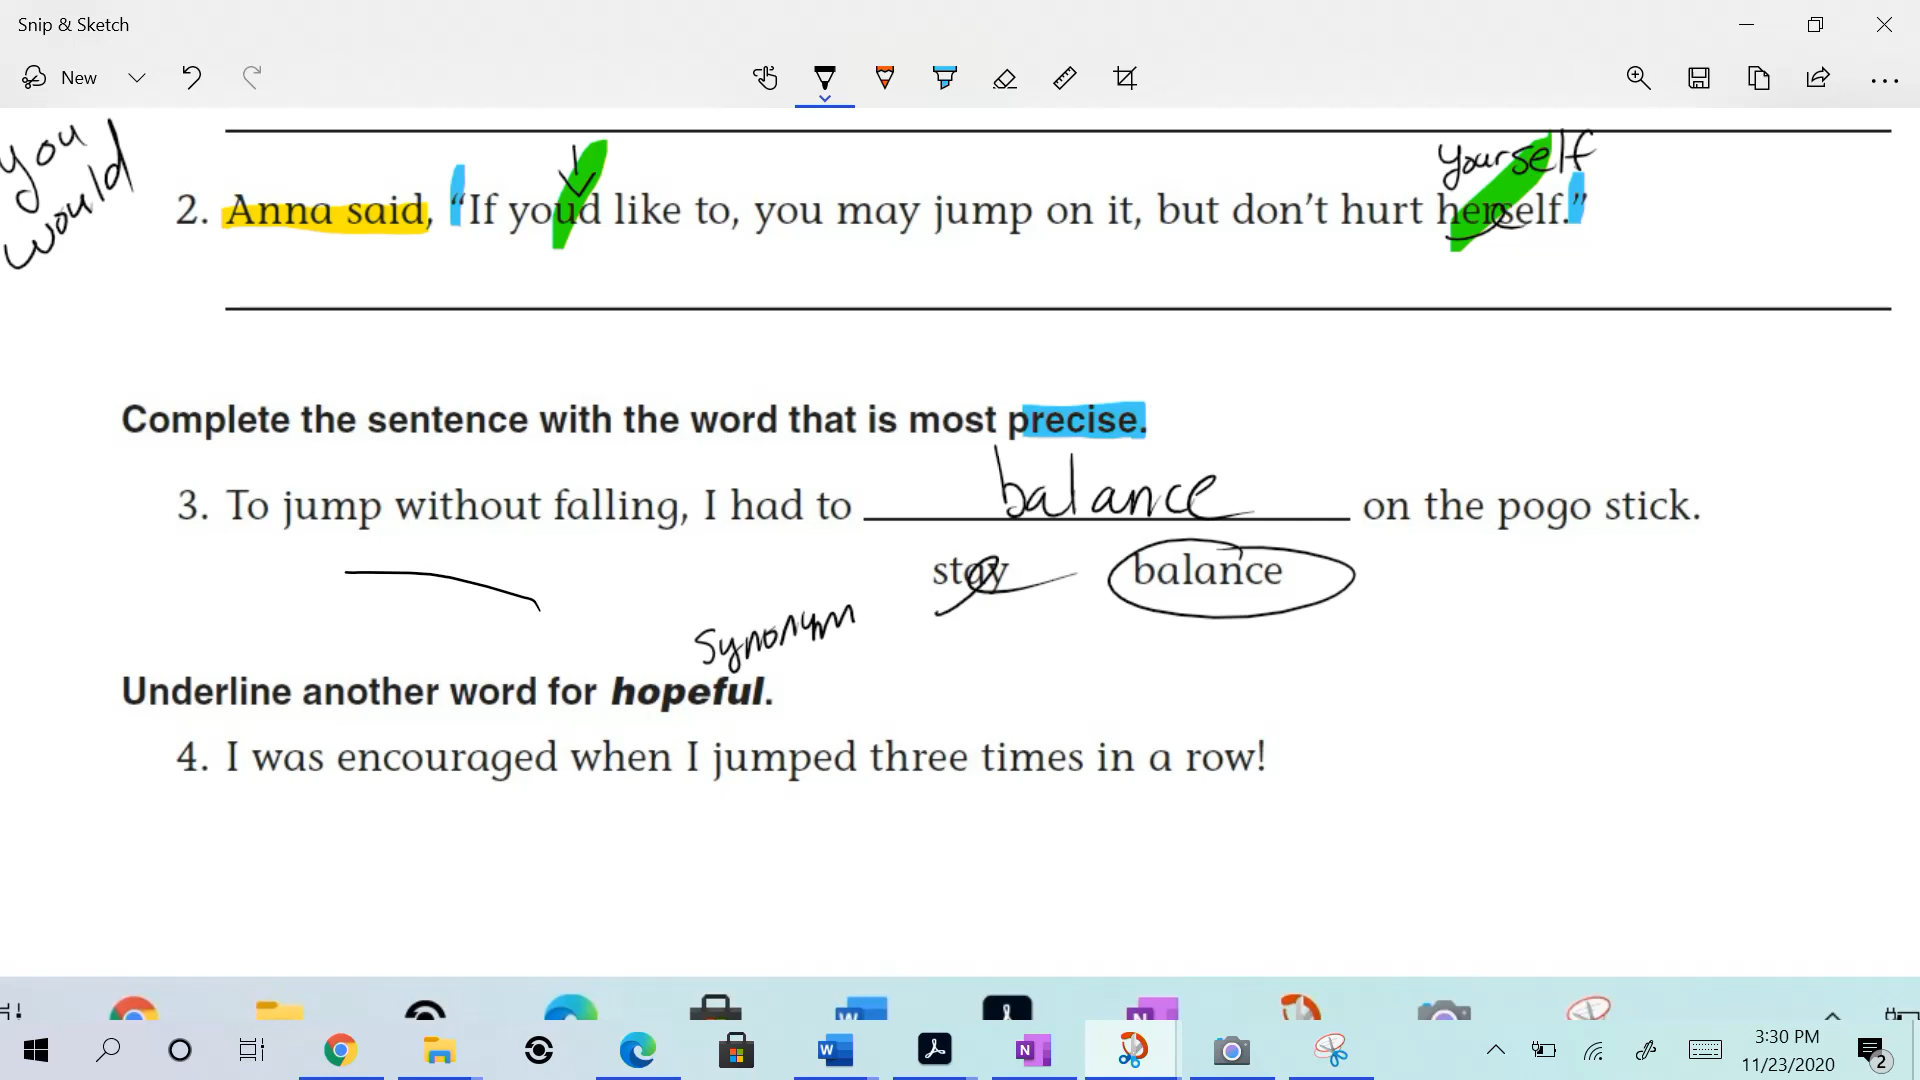 Snip & Sketch
New
you
would
yourself
2. Anna said, “If youd like to, you may jump on it, but don’t hurt herself.”
Complete the sentence with the word that is most precise.
balance
3. To jump without falling, I had to on the pogo stick.
stay balance
synonym
Underline another word for hopeful.
4. I was encouraged when I jumped three times in a row!
3:30 PM
11/23/2020
2